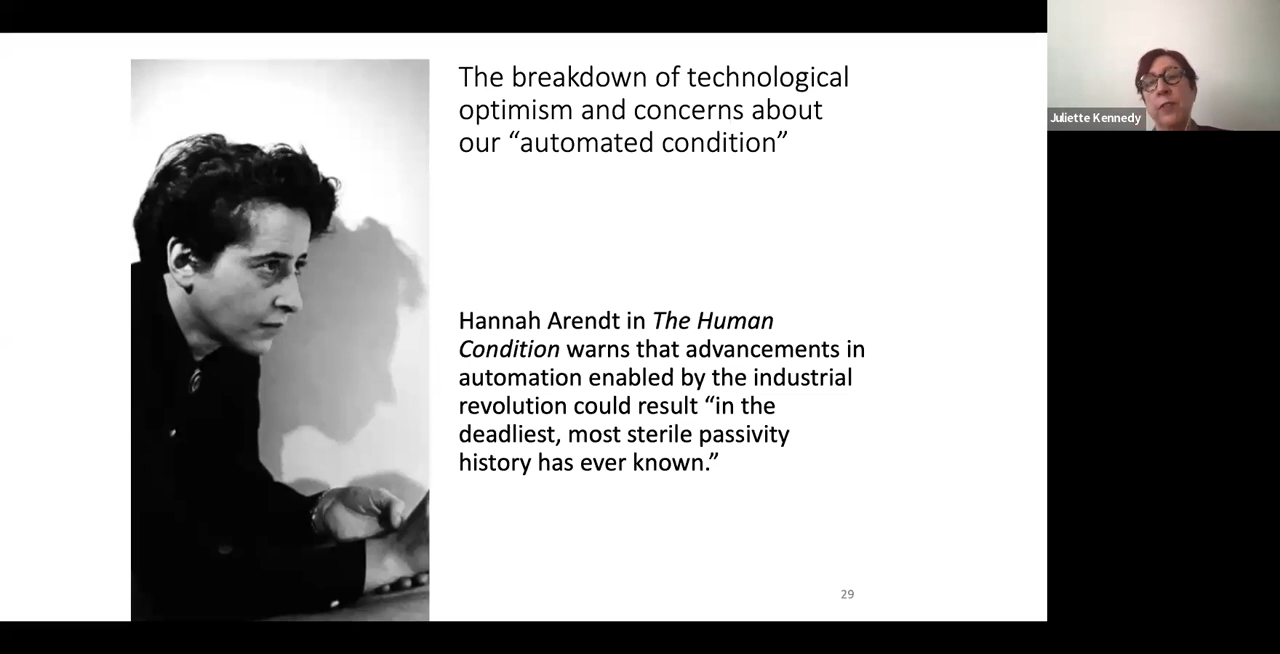 The breakdown of technological
optimism and concerns about
our “automated condition”
Hannah Arendt in The Human
Condition warns that advancements in
automation enabled by the industrial
revolution could result “in the
deadliest, most sterile passivity
history has ever known.”
29
Juliette Kennedy